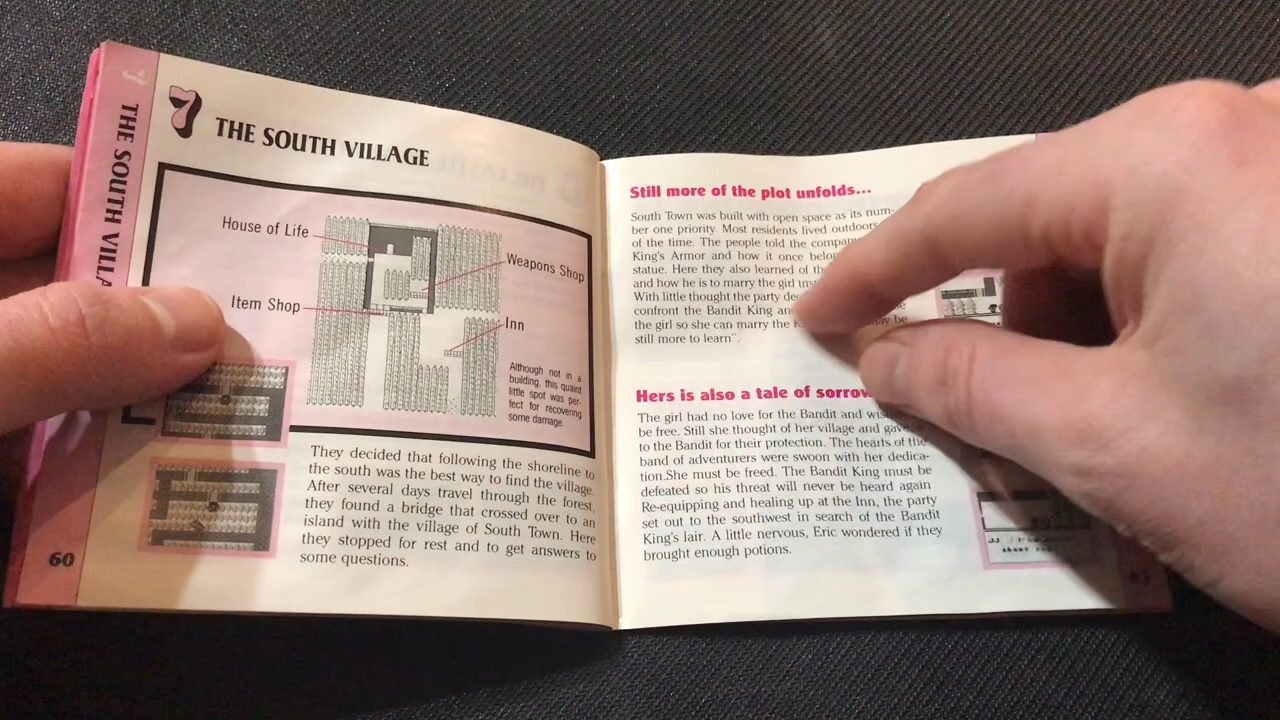 THE SOUTH VILLA
7 THE SOUTH VILLAGE
House of Life
Weapons Shop
Item Shop
Inn
Although not in a
building, this quaint
little spot was per-
fect for recovering
some damage.
They decided that following the shoreline to
the south was the best way to find the village.
After several days travel through the forest,
they found a bridge that crossed over to an
island with the village of South Town. Here
they stopped for rest and to get answers to
some questions.
60
Still more of the plot unfolds...
South Town was built with open space as its num-
ber one priority. Most residents lived outdoors
of the time. The people told the
King's Armor and how it once
statue. Here they also learned of
and how he is to marry the girl
With little thought the party
confront the Bandit King
the girl so she can marry the may be
still more to learn".
Hers is also a tale of
The girl had no love for the Bandit and
be free. Still she thought of her village and
to the Bandit for their protection. The hearts of the
band of adventurers were swoon with her dedica-
tion.She must be freed. The Bandit King must be
defeated so his threat will never be heard again
Re-equipping and healing up at the Inn, the party
set out to the southwest in search of the Bandit
King's lair. A little nervous, Eric wondered if they
brought enough potions.